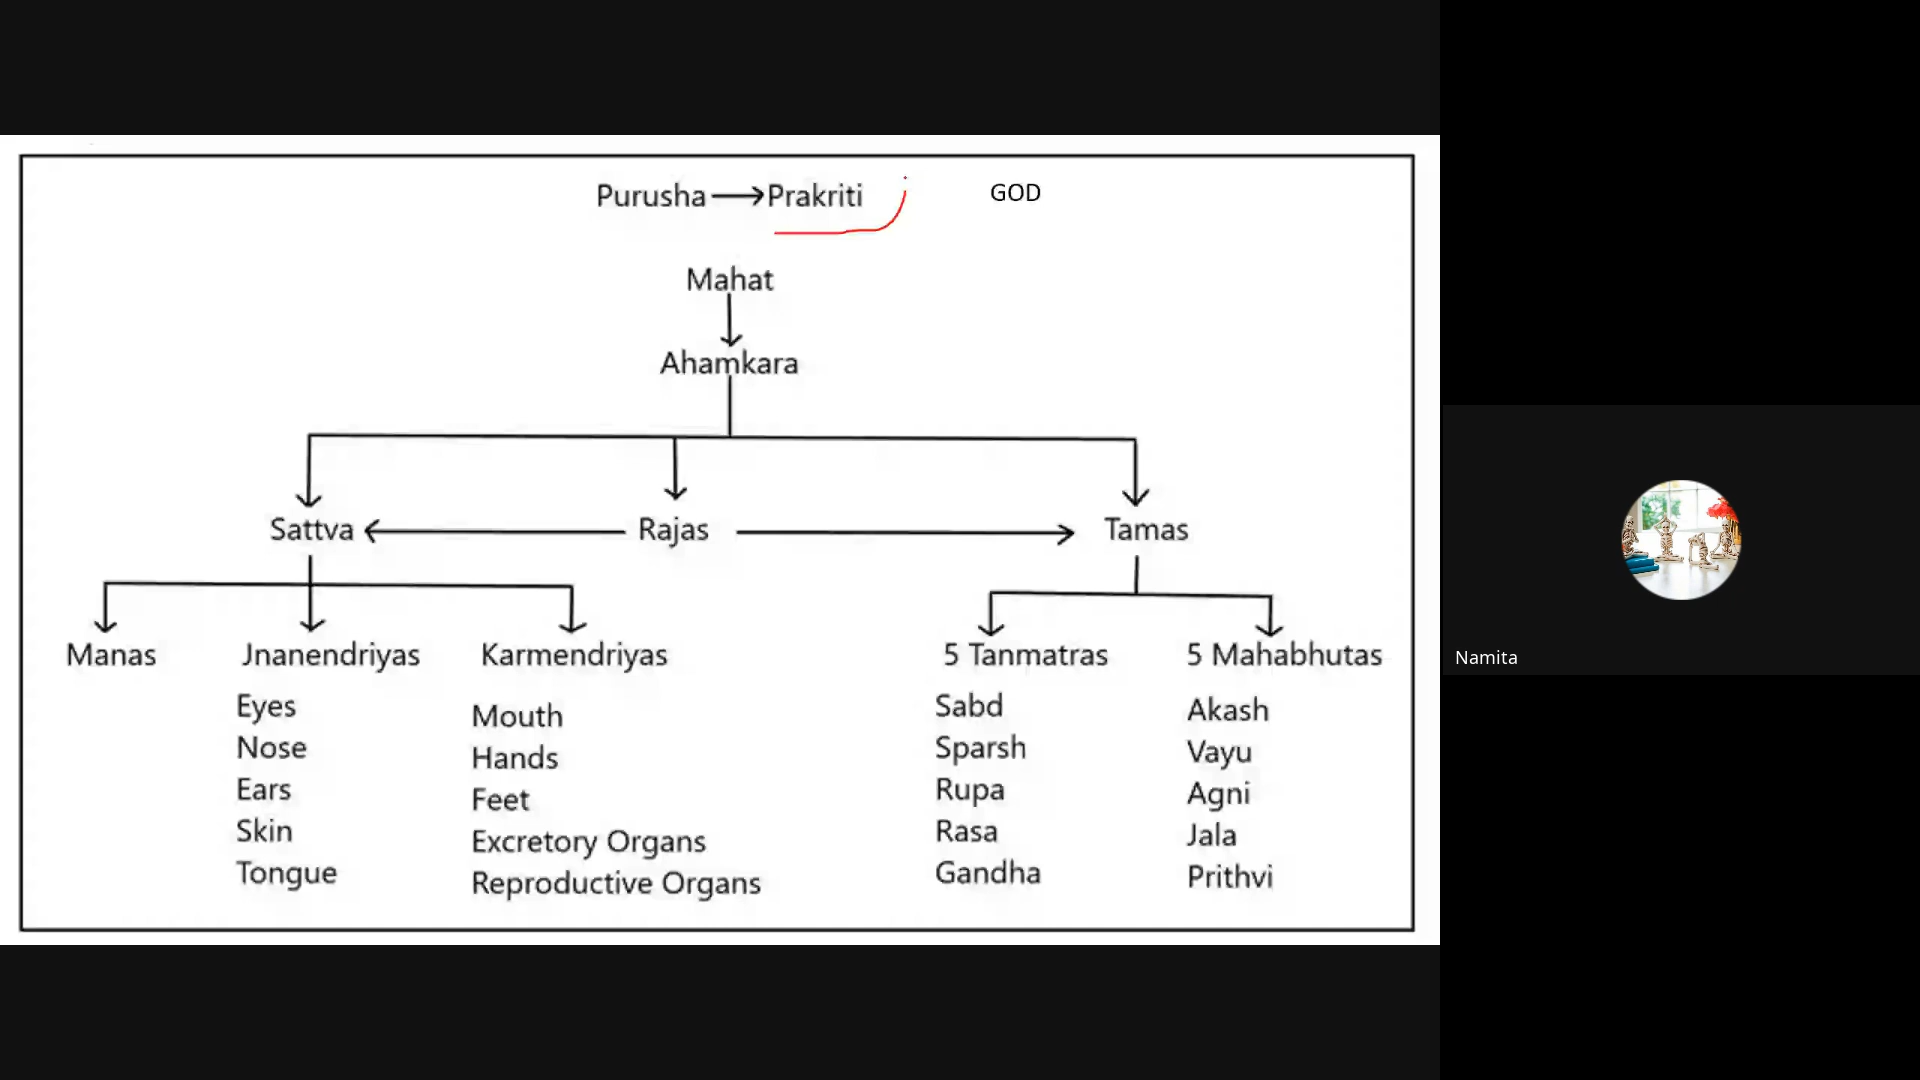 Purusha Prakriti GOD
Mahat
Ahamkara
Sattva Rajas Tamas
Manas Jnanendriyas Karmendriyas 5 Tanmatras 5 Mahabhutas
Eyes Mouth Sabd Akash
Nose Hands Sparsh Vayu
Ears Feet Rupa Agni
Skin Excretory Organs Rasa Jala
Tongue Reproductive Organs Gandha Prithvi
Namita